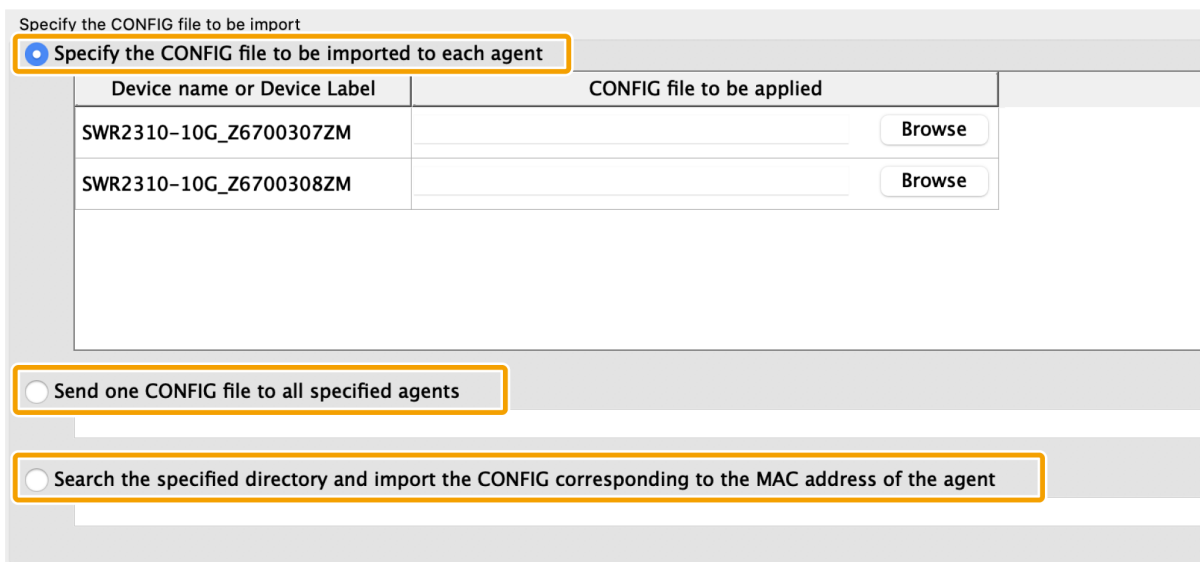 Specify the CONFIG file to be import
Specify the CONFIG file to be imported to each agent
Device name or Device Label CONFIG file to be applied
SWR2310-10G_Z6700307ZM Browse
SWR2310-10G_Z6700308ZM Browse
Send one CONFIG file to all specified agents
Search the specified directory and import the CONFIG corresponding to the MAC address of the agent